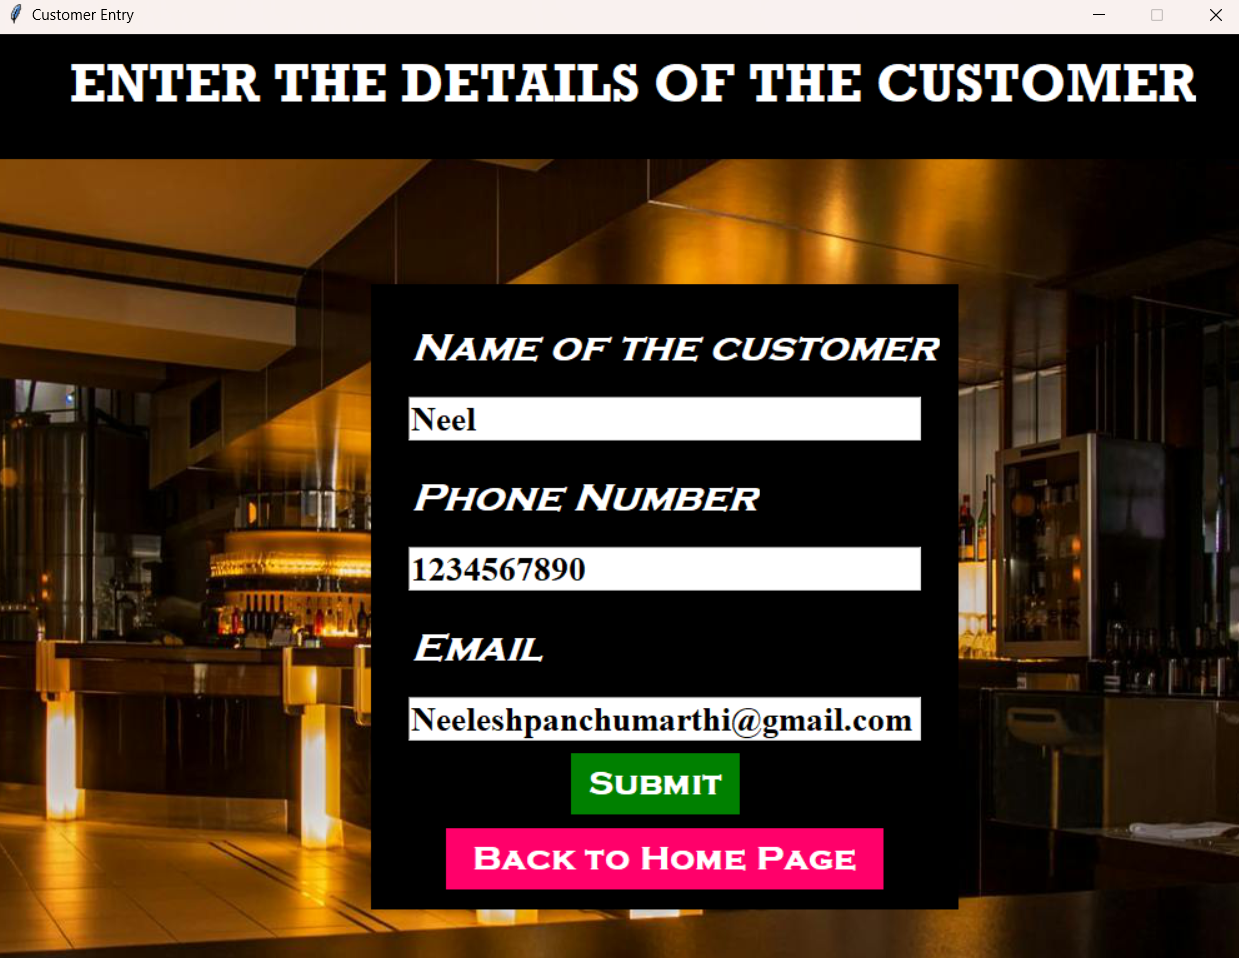 Customer Entry
ENTER THE DETAILS OF THE CUSTOMER
Name of the customer
Neel
Phone Number
1234567890
Email
Neeleshpanchumarthi@gmail.com
Submit
Back to Home Page